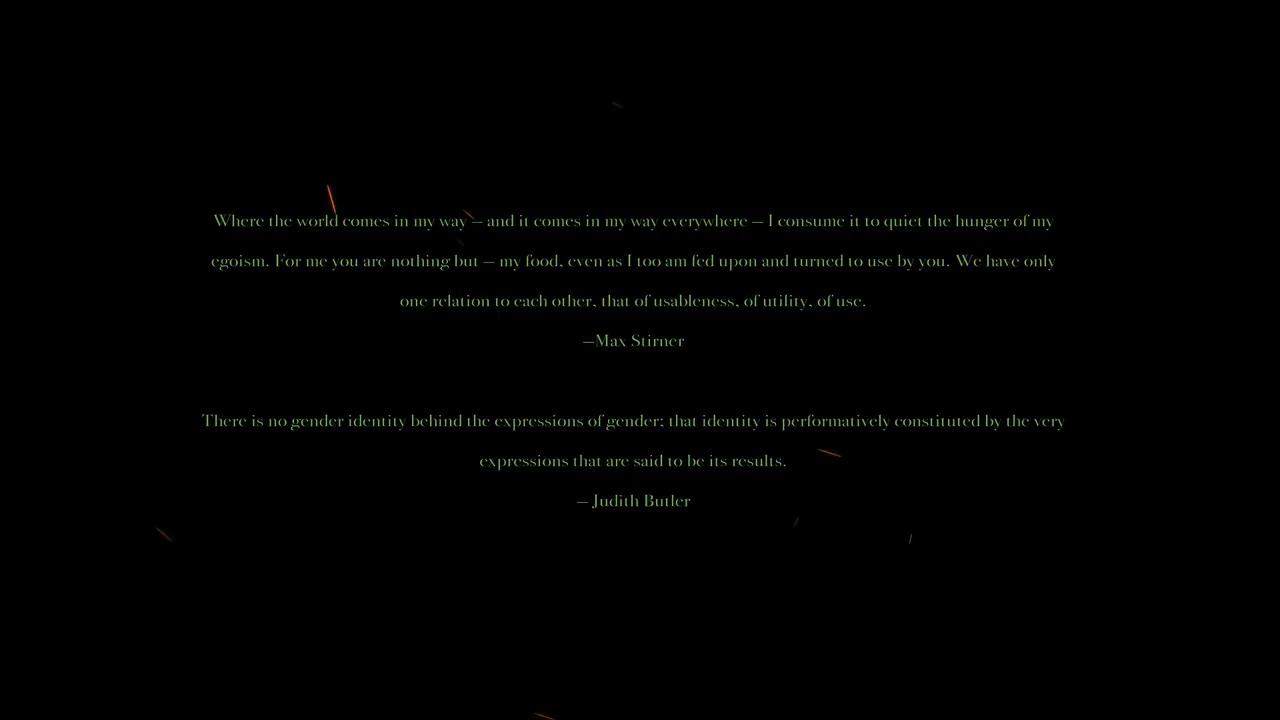 Where the world comes in my way — and it comes in my way everywhere — I consume it to quiet the hunger of my
egoism. For me you are nothing but — my food, even as I too am fed upon and turned to use by you. We have only
one relation to each other, that of usableness, of utility, of use.
—Max Stirner
There is no gender identity behind the expressions of gender; that identity is performatively constituted by the very
expressions that are said to be its results.
— Judith Butler